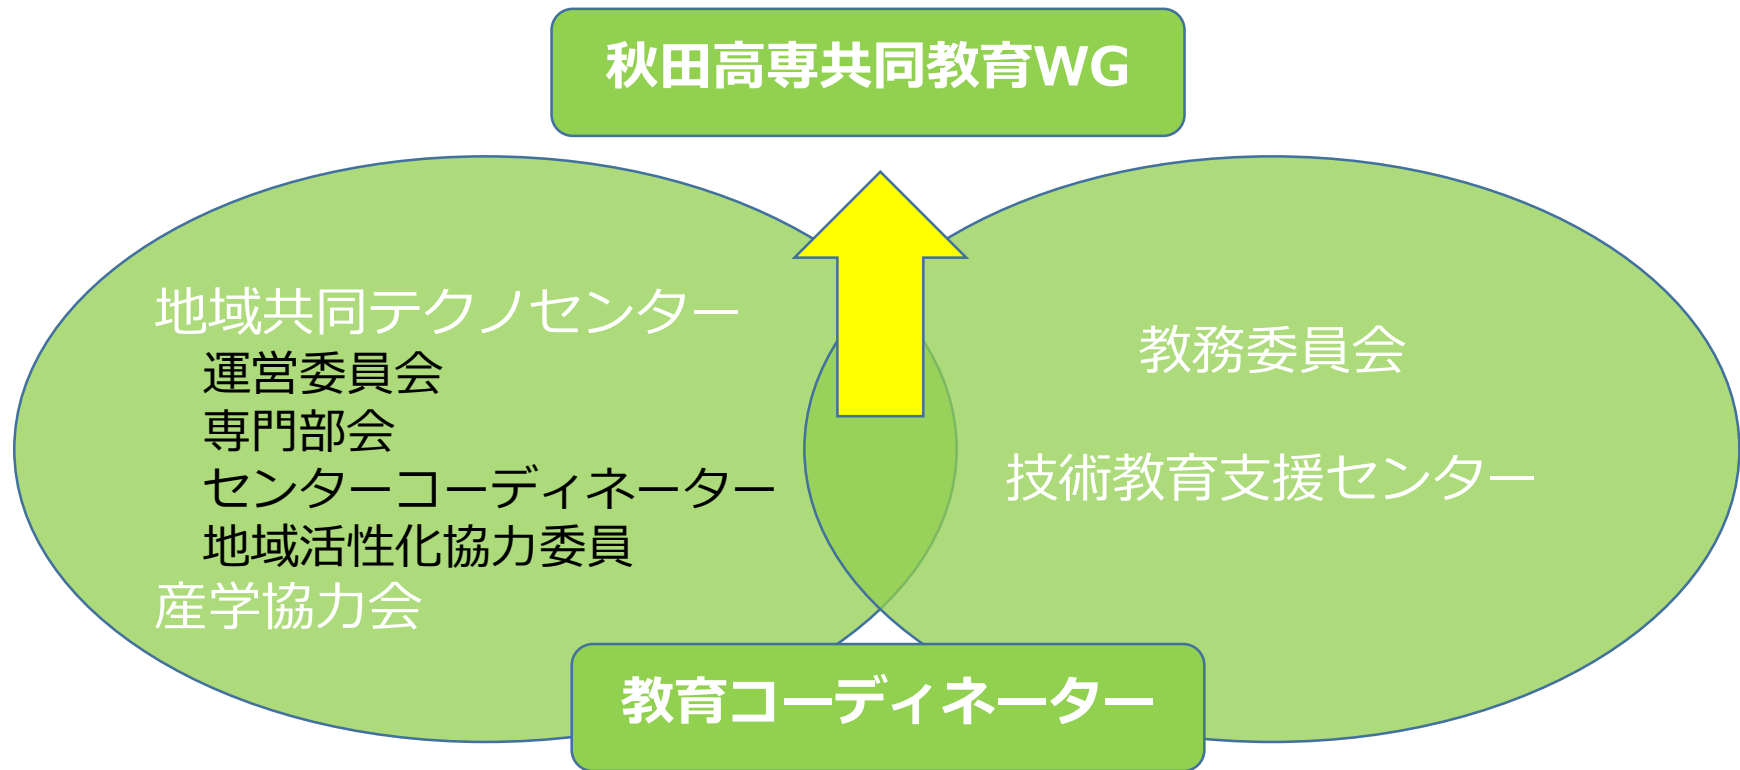 秋田高専共同教育WG
地域共同テクノセンター
運営委員会
専門部会
センターコーディネーター
地域活性化協力委員
産学協力会
教務委員会
技術教育支援センター
教育コーディネーター